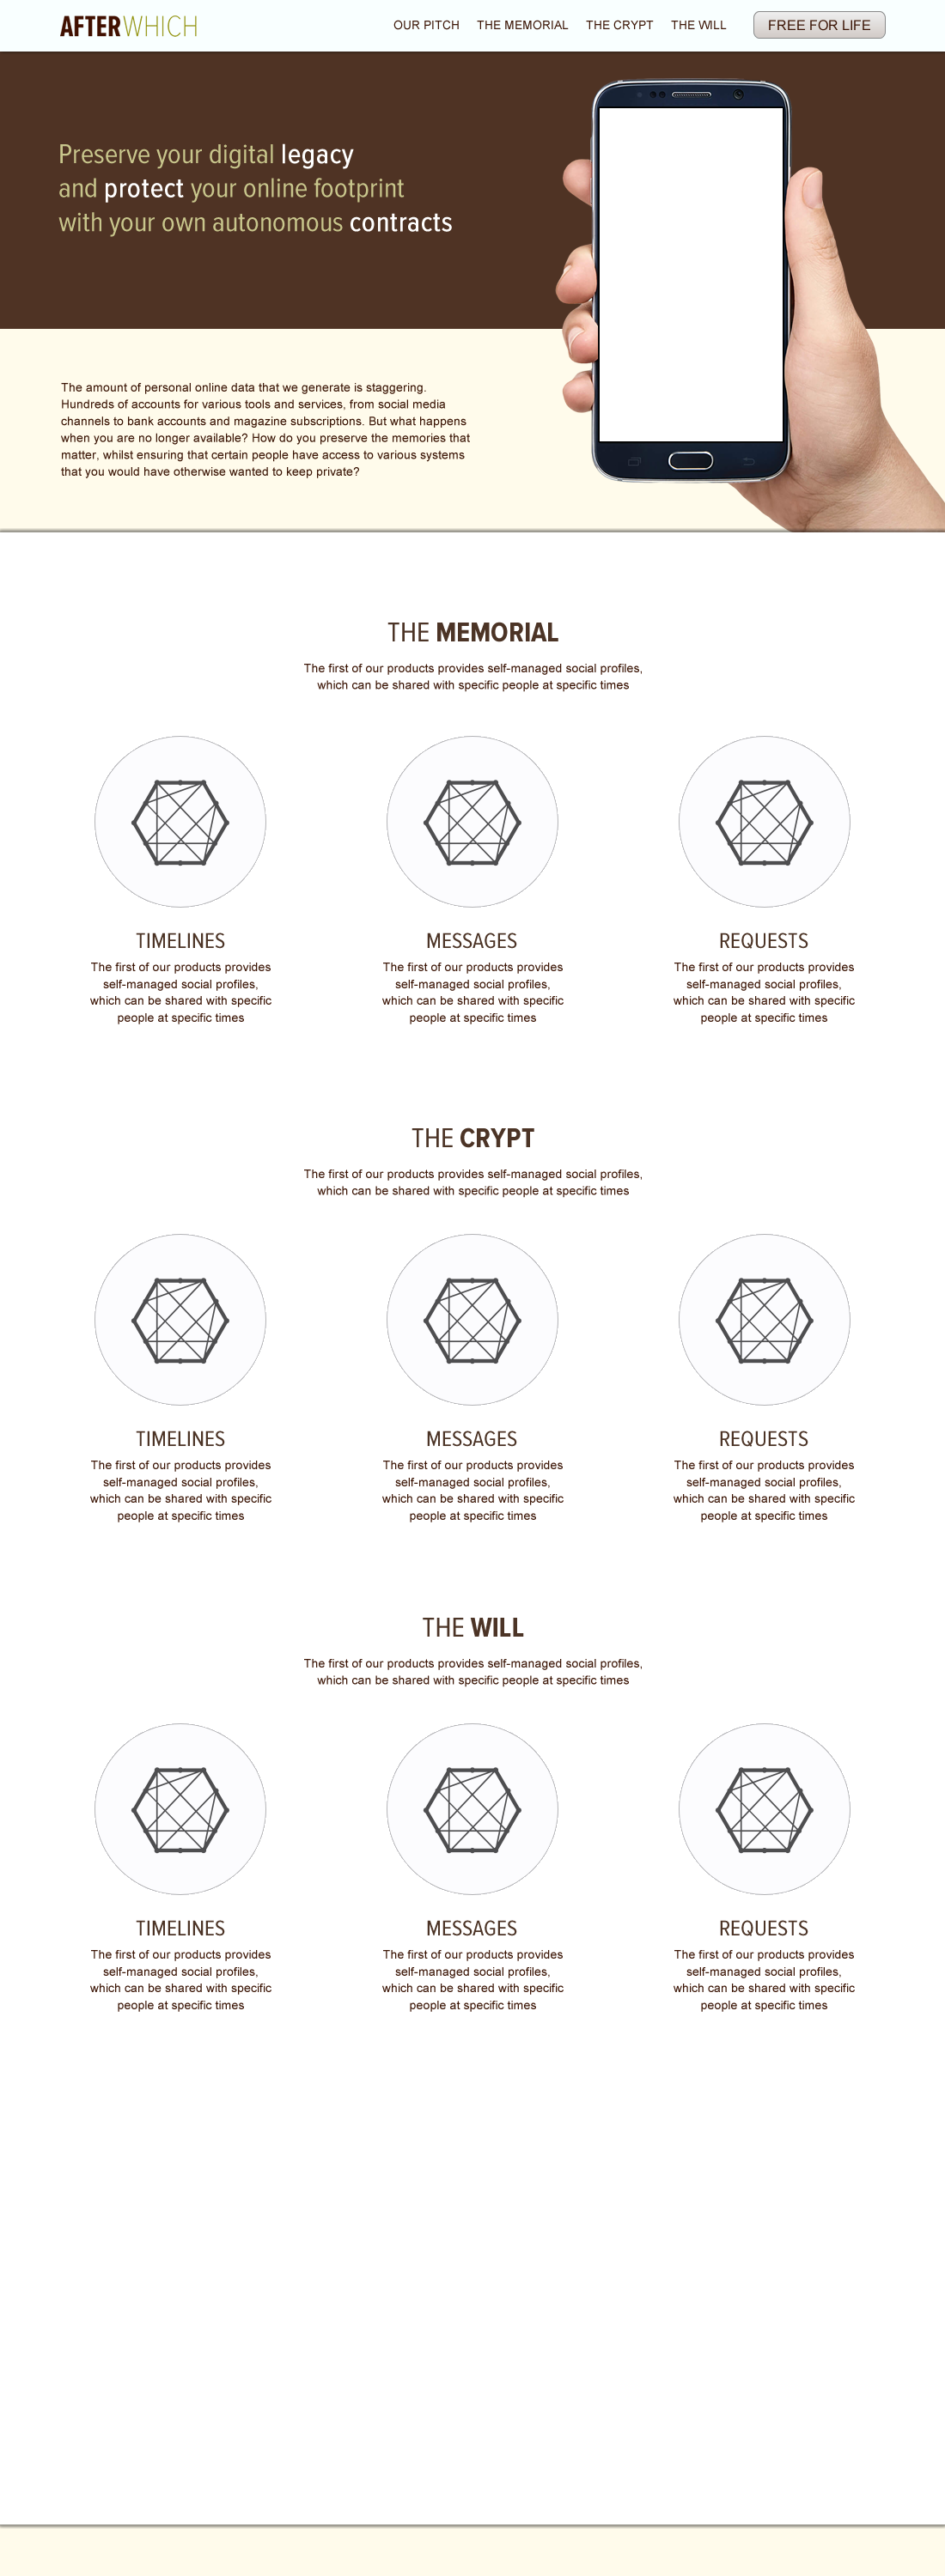 AFTERWHICH
OUR PITCH THE MEMORIAL THE CRYPT THE WILL FREE FOR LIFE
Preserve your digital legacy
and protect your online footprint
with your own autonomous contracts
The amount of personal online data that we generate is staggering.
Hundreds of accounts for various tools and services, from social media
channels to bank accounts and magazine subscriptions. But what happens
when you are no longer available? How do you preserve the memories that
matter, whilst ensuring that certain people have access to various systems
that you would have otherwise wanted to keep private?
THE MEMORIAL
The first of our products provides self-managed social profiles,
which can be shared with specific people at specific times
TIMELINES
The first of our products provides
self-managed social profiles,
which can be shared with specific
people at specific times
MESSAGES
The first of our products provides
self-managed social profiles,
which can be shared with specific
people at specific times
REQUESTS
The first of our products provides
self-managed social profiles,
which can be shared with specific
people at specific times
THE CRYPT
The first of our products provides self-managed social profiles,
which can be shared with specific people at specific times
TIMELINES
The first of our products provides
self-managed social profiles,
which can be shared with specific
people at specific times
MESSAGES
The first of our products provides
self-managed social profiles,
which can be shared with specific
people at specific times
REQUESTS
The first of our products provides
self-managed social profiles,
which can be shared with specific
people at specific times
THE WILL
The first of our products provides self-managed social profiles,
which can be shared with specific people at specific times
TIMELINES
The first of our products provides
self-managed social profiles,
which can be shared with specific
people at specific times
MESSAGES
The first of our products provides
self-managed social profiles,
which can be shared with specific
people at specific times
REQUESTS
The first of our products provides
self-managed social profiles,
which can be shared with specific
people at specific times